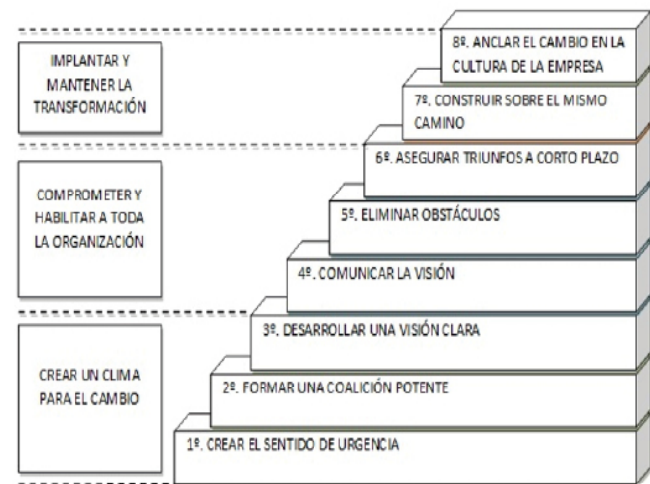 IMPLANTAR Y
MANTENER LA
TRANSFORMACIÓN
COMPROMETER Y
HABILITAR A TODA
LA ORGANIZACIÓN
CREAR UN CLIMA
PARA EL CAMBIO
8º. ANCLAR EL CAMBIO EN LA
CULTURA DE LA EMPRESA
7º. CONSTRUIR SOBRE EL MISMO
CAMINO
6º. ASEGURAR TRIUNFOS A CORTO PLAZO
5º. ELIMINAR OBSTÁCULOS
4º. COMUNICAR LA VISIÓN
3º. DESARROLLAR UNA VISIÓN CLARA
2º. FORMAR UNA COALICIÓN POTENTE
1º. CREAR EL SENTIDO DE URGENCIA